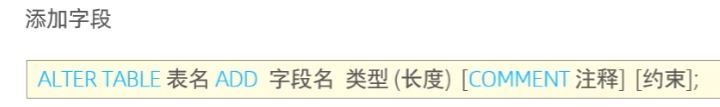 添加字段
ALTER TABLE 表名 ADD 字段名 类型 (长度) [COMMENT 注释] [约束];